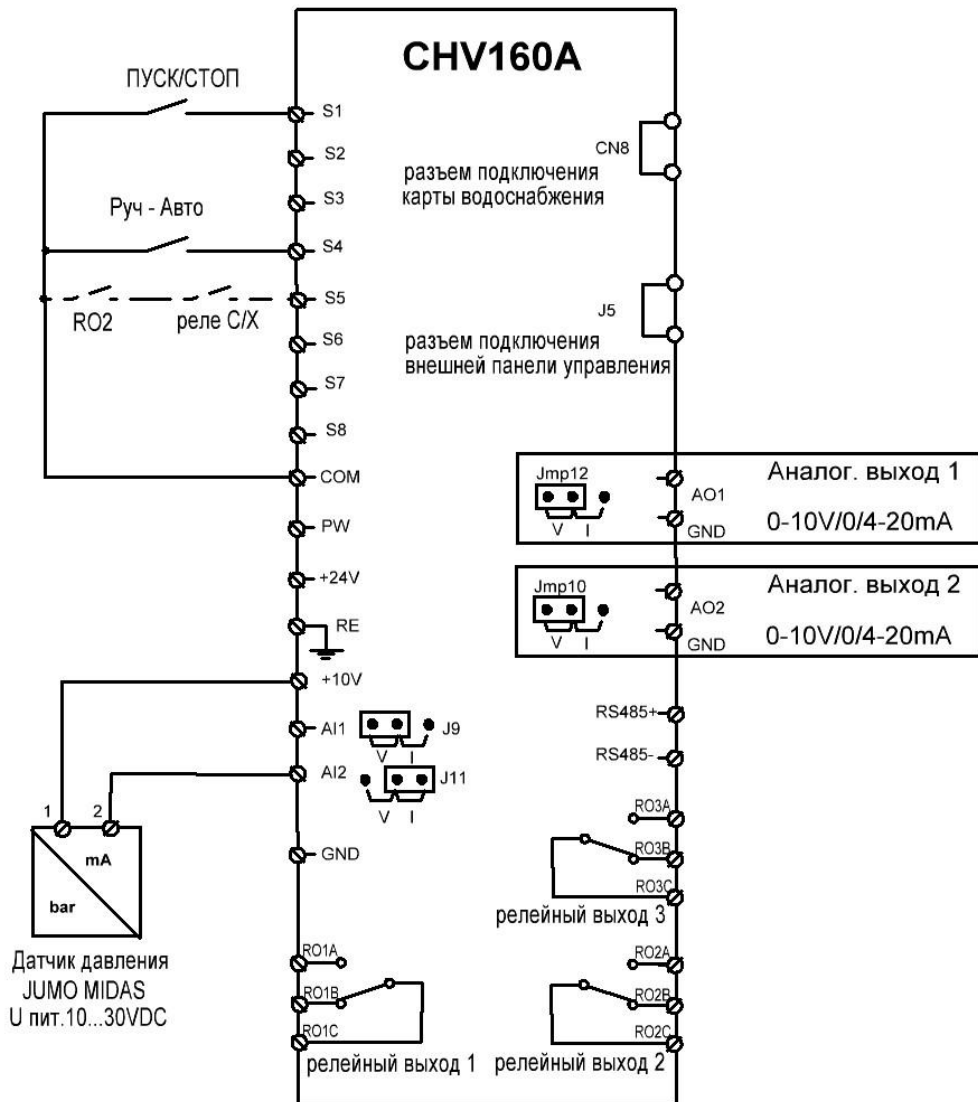 CHV160A
ПУСК/СТОП
S1
S2
S3
Руч - Авто
S4
RO2
реле С/Х
S5
S6
S7
S8
COM
PW
+24V
RE
+10V
AI1
V I
J9
AI2
V I
J11
GND
1 2
mA
bar
Датчик давления
JUMO MIDAS
U пит.10...30VDC
RO1A
RO1B
RO1C
релейный выход 1
CN8
разъем подключения
карты водоснабжения
J5
разъем подключения
внешней панели управления
Jmp12
V I
AO1
GND
Аналог. выход 1
0-10V/0/4-20mA
Jmp10
V I
AO2
GND
Аналог. выход 2
0-10V/0/4-20mA
RS485+
RS485-
RO3A
RO3B
RO3C
релейный выход 3
RO2A
RO2B
RO2C
релейный выход 2